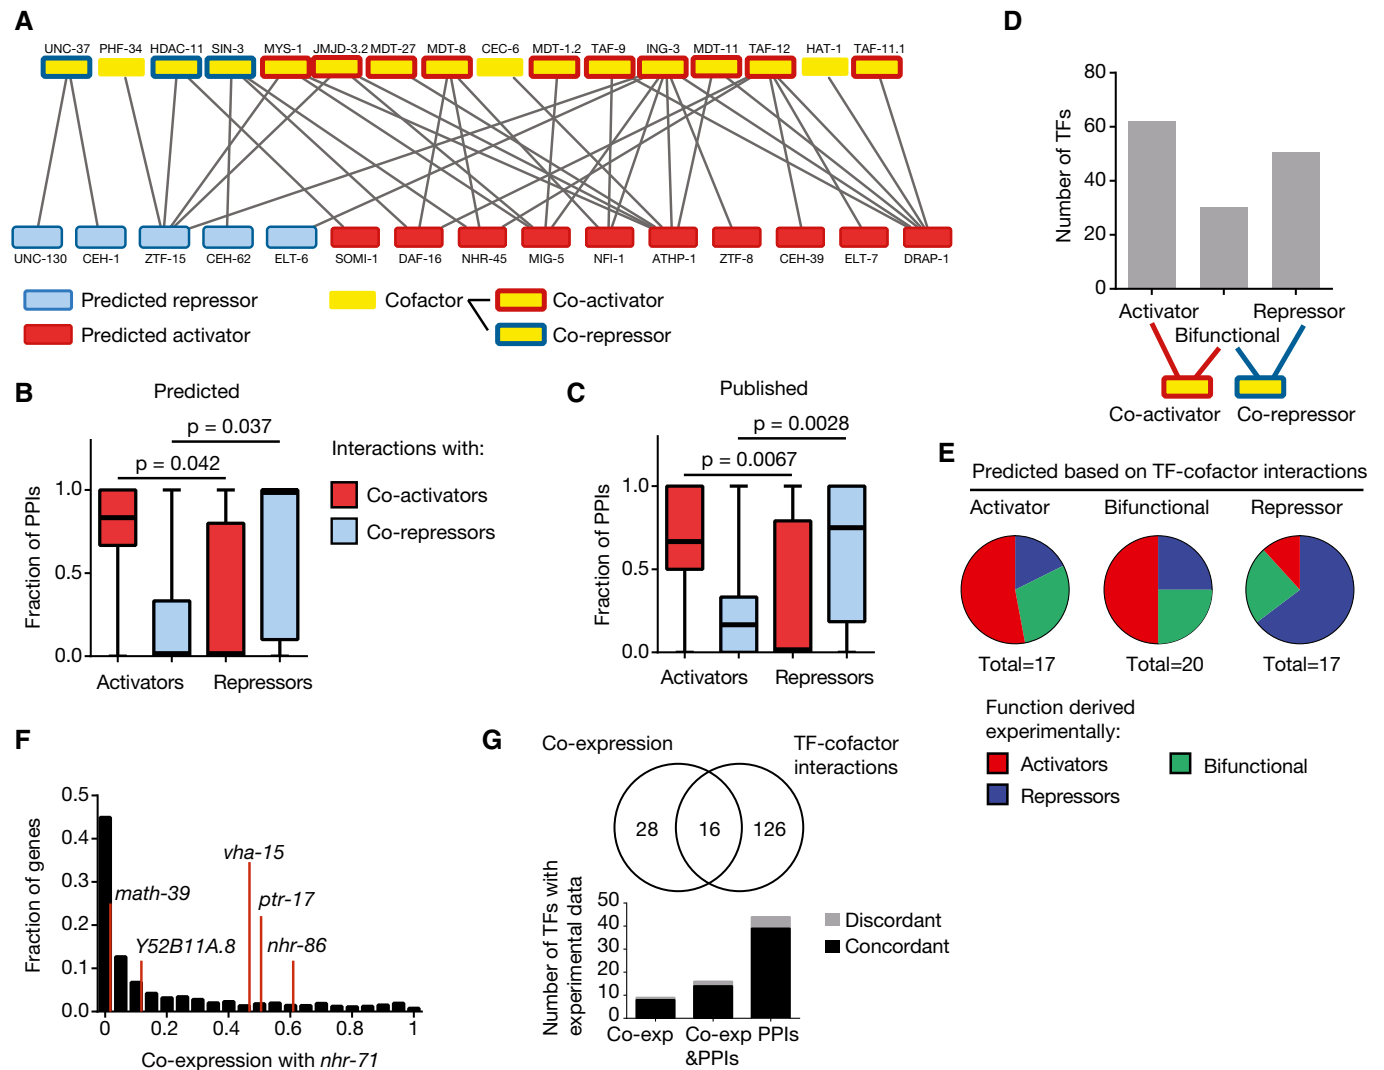 A
UNC-37 PHF-34 HDAC-11 SIN-3 MYS-1 JMJD-3.2 MDT-27 MDT-8 CEC-6 MDT-1.2 TAF-9 ING-3 MDT-11 TAF-12 HAT-1 TAF-11.1
UNC-130 CEH-1 ZTF-15 CEH-62 ELT-6 SOMI-1 DAF-16 NHR-45 MIG-5 NFI-1 ATHP-1 ZTF-8 CEH-39 ELT-7 DRAP-1
Predicted repressor
Predicted activator
Cofactor
Co-activator
Co-repressor
B
Predicted
p = 0.037
p = 0.042
Fraction of PPIs
1.0
0.5
0.0
Activators Repressors
Interactions with:
Co-activators
Co-repressors
C
Published
p = 0.0028
p = 0.0067
Fraction of PPIs
1.0
0.5
0.0
Activators Repressors
D
Number of TFs
80
60
40
20
0
Activator Repressor
Bifunctional
Co-activator Co-repressor
E
Predicted based on TF-cofactor interactions
Activator Bifunctional Repressor
Total=17 Total=20 Total=17
Function derived
experimentally:
Activators
Bifunctional
Repressors
F
Fraction of genes
0.5
0.4
0.3
0.2
0.1
0.0
math-39
Y52B11A.8
vha-15
ptr-17
nhr-86
0 0.2 0.4 0.6 0.8 1
Co-expression with nhr-71
G
Co-expression
TF-cofactor
interactions
28 16 126
Number of TFs with
experimental data
50
40
30
20
10
0
Discordant
Concordant
Co-exp Co-exp PPIs
&PPIs